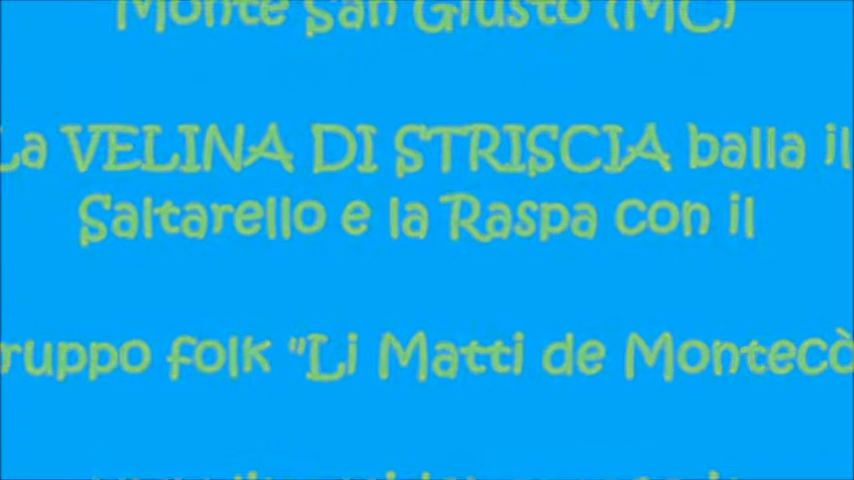 Monte San Giusto (MC)
La VELINA DI STRISCIA balla il
Saltarello e la Raspa con il
ruppo folk "Li Matti de Montecò